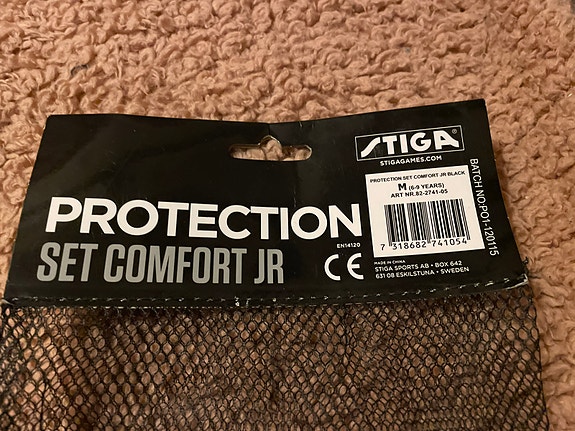 STIGA®
STIGAGAMES.COM
PROTECTION SET COMFORT JR BLACK
M (6-9 YEARS)
ART NR.82-2741-05
7 318682 741054
BATCH NO.PO1-120115
PROTECTION
SET COMFORT JR
EN14120
CE
MADE IN CHINA
STIGA SPORTS AB • BOX 642
631 08 ESKILSTUNA • SWEDEN